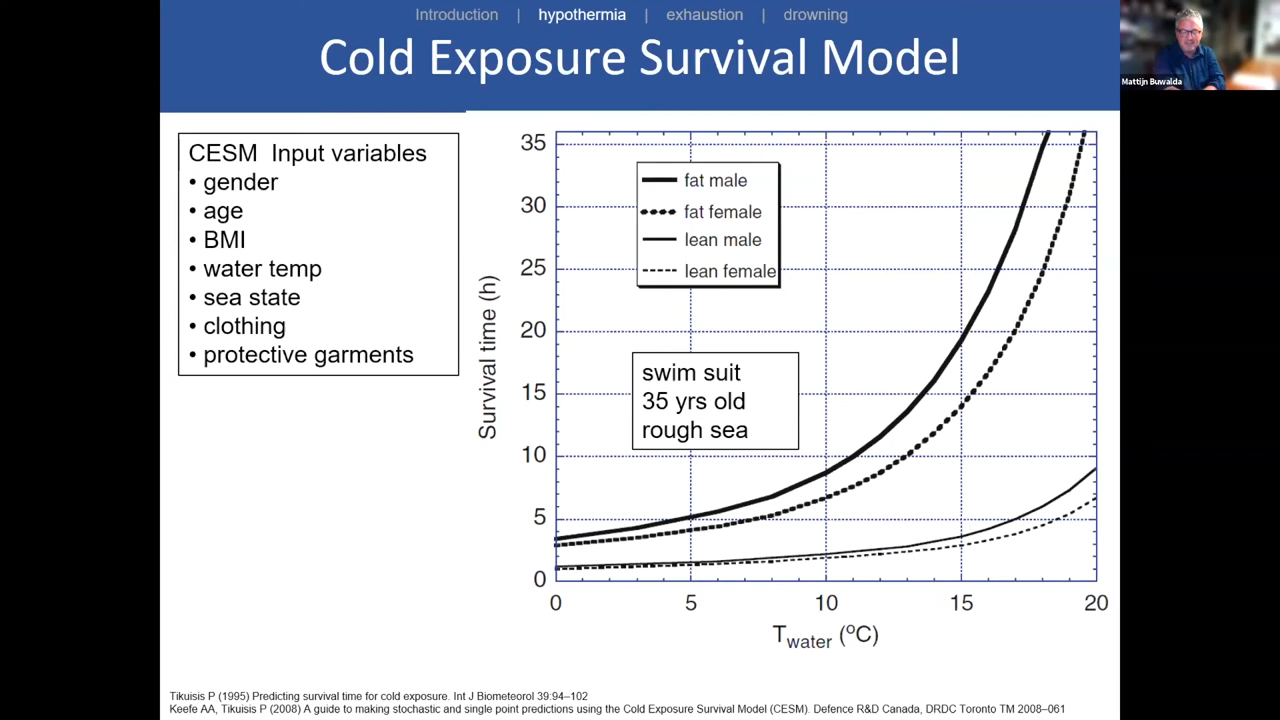 Introduction | hypothermia | exhaustion | drowning
Cold Exposure Survival Model
Mattijn Buwalda
CESM Input variables
• gender
• age
• BMI
• water temp
• sea state
• clothing
• protective garments
Survival time (h)
35
30
25
20
15
10
5
0
fat male
fat female
lean male
lean female
swim suit
35 yrs old
rough sea
0 5 10 15 20
Twater (°C)
Tikuisis P (1995) Predicting survival time for cold exposure. Int J Biometeorol 39:94–102
Keefe AA, Tikuisis P (2008) A guide to making stochastic and single point predictions using the Cold Exposure Survival Model (CESM). Defence R&D Canada, DRDC Toronto TM 2008–061